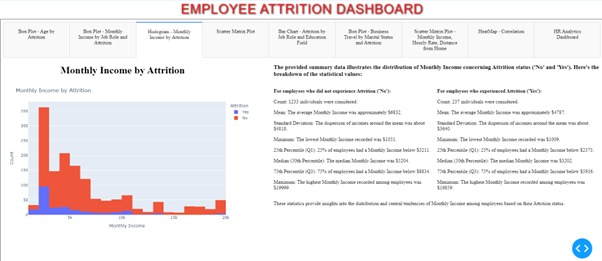 EMPLOYEE ATTRITION DASHBOARD
Box Plot - Age by
Attrition
Box Plot - Monthly
Income by Job Role and
Attrition
Histogram - Monthly
Income by Attrition
Scatter Matrix Plot
Bar Chart - Attrition by
Job Role and Education
Field
Box Plot - Business
Travel by Marital Status
and Attrition
Scatter Matrix Plot -
Monthly Income,
Hourly Rate, Distance
from Home
HeatMap - Correlation
HR Analytics
Dashboard
Monthly Income by Attrition
Monthly Income by Attrition
Attrition
Yes
No
Count
350
300
250
200
150
100
50
0
5k
10k
15k
20k
Monthly Income
The provided summary data illustrates the distribution of Monthly Income concerning Attrition status ('No' and 'Yes'). Here's the
breakdown of the statistical values:
For employees who did not experience Attrition ('No'):
Count: 1233 individuals were considered.
Mean: The average Monthly Income was approximately $6832.
Standard Deviation: The dispersion of incomes around the mean was about
$4818.
Minimum: The lowest Monthly Income recorded was $1051.
25th Percentile (Q1): 25% of employees had a Monthly Income below $3211.
Median (50th Percentile): The median Monthly Income was $5204.
75th Percentile (Q3): 75% of employees had a Monthly Income below $8834.
Maximum: The highest Monthly Income recorded among employees was
$19999.
For employees who experienced Attrition ('Yes'):
Count: 237 individuals were considered.
Mean: The average Monthly Income was approximately $4787.
Standard Deviation: The dispersion of incomes around the mean was about
$3640.
Minimum: The lowest Monthly Income recorded was $1009.
25th Percentile (Q1): 25% of employees had a Monthly Income below $2373.
Median (50th Percentile): The median Monthly Income was $3202.
75th Percentile (Q3): 75% of employees had a Monthly Income below $5916.
Maximum: The highest Monthly Income recorded among employees was
$19859.
These statistics provide insights into the distribution and central tendencies of Monthly Income among employees based on their Attrition status.